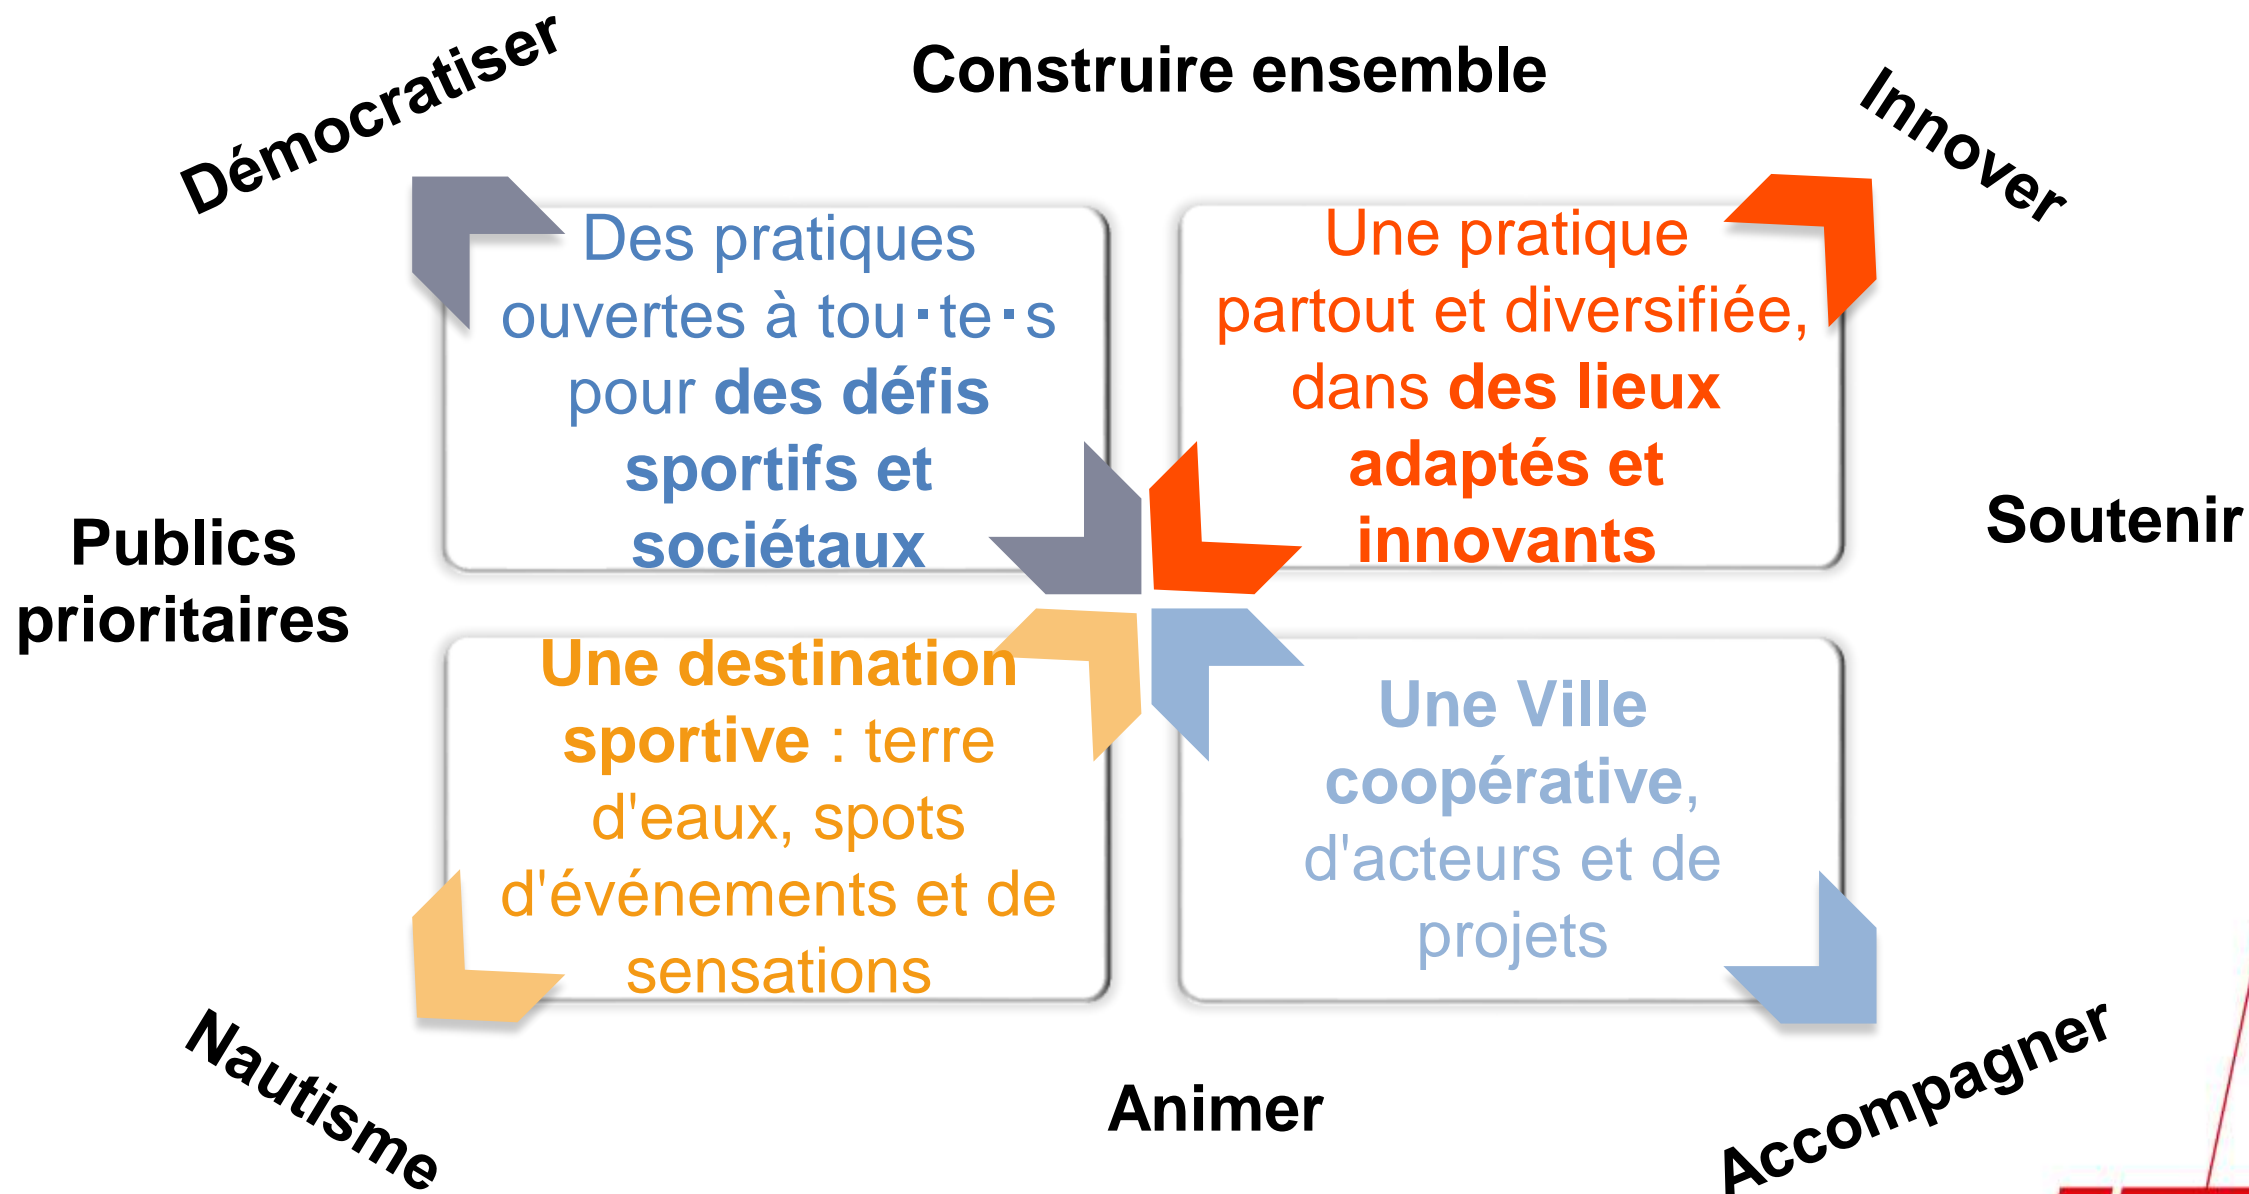 Démocratiser
Construire ensemble
Innover
Des pratiques
ouvertes à tou·te·s
pour des défis
sportifs et
sociétaux
Une pratique
partout et diversifiée,
dans des lieux
adaptés et
innovants
Publics
prioritaires
Soutenir
Une destination
sportive : terre
d'eaux, spots
d'événements et de
sensations
Une Ville
coopérative,
d'acteurs et de
projets
Nautisme
Animer
Accompagner